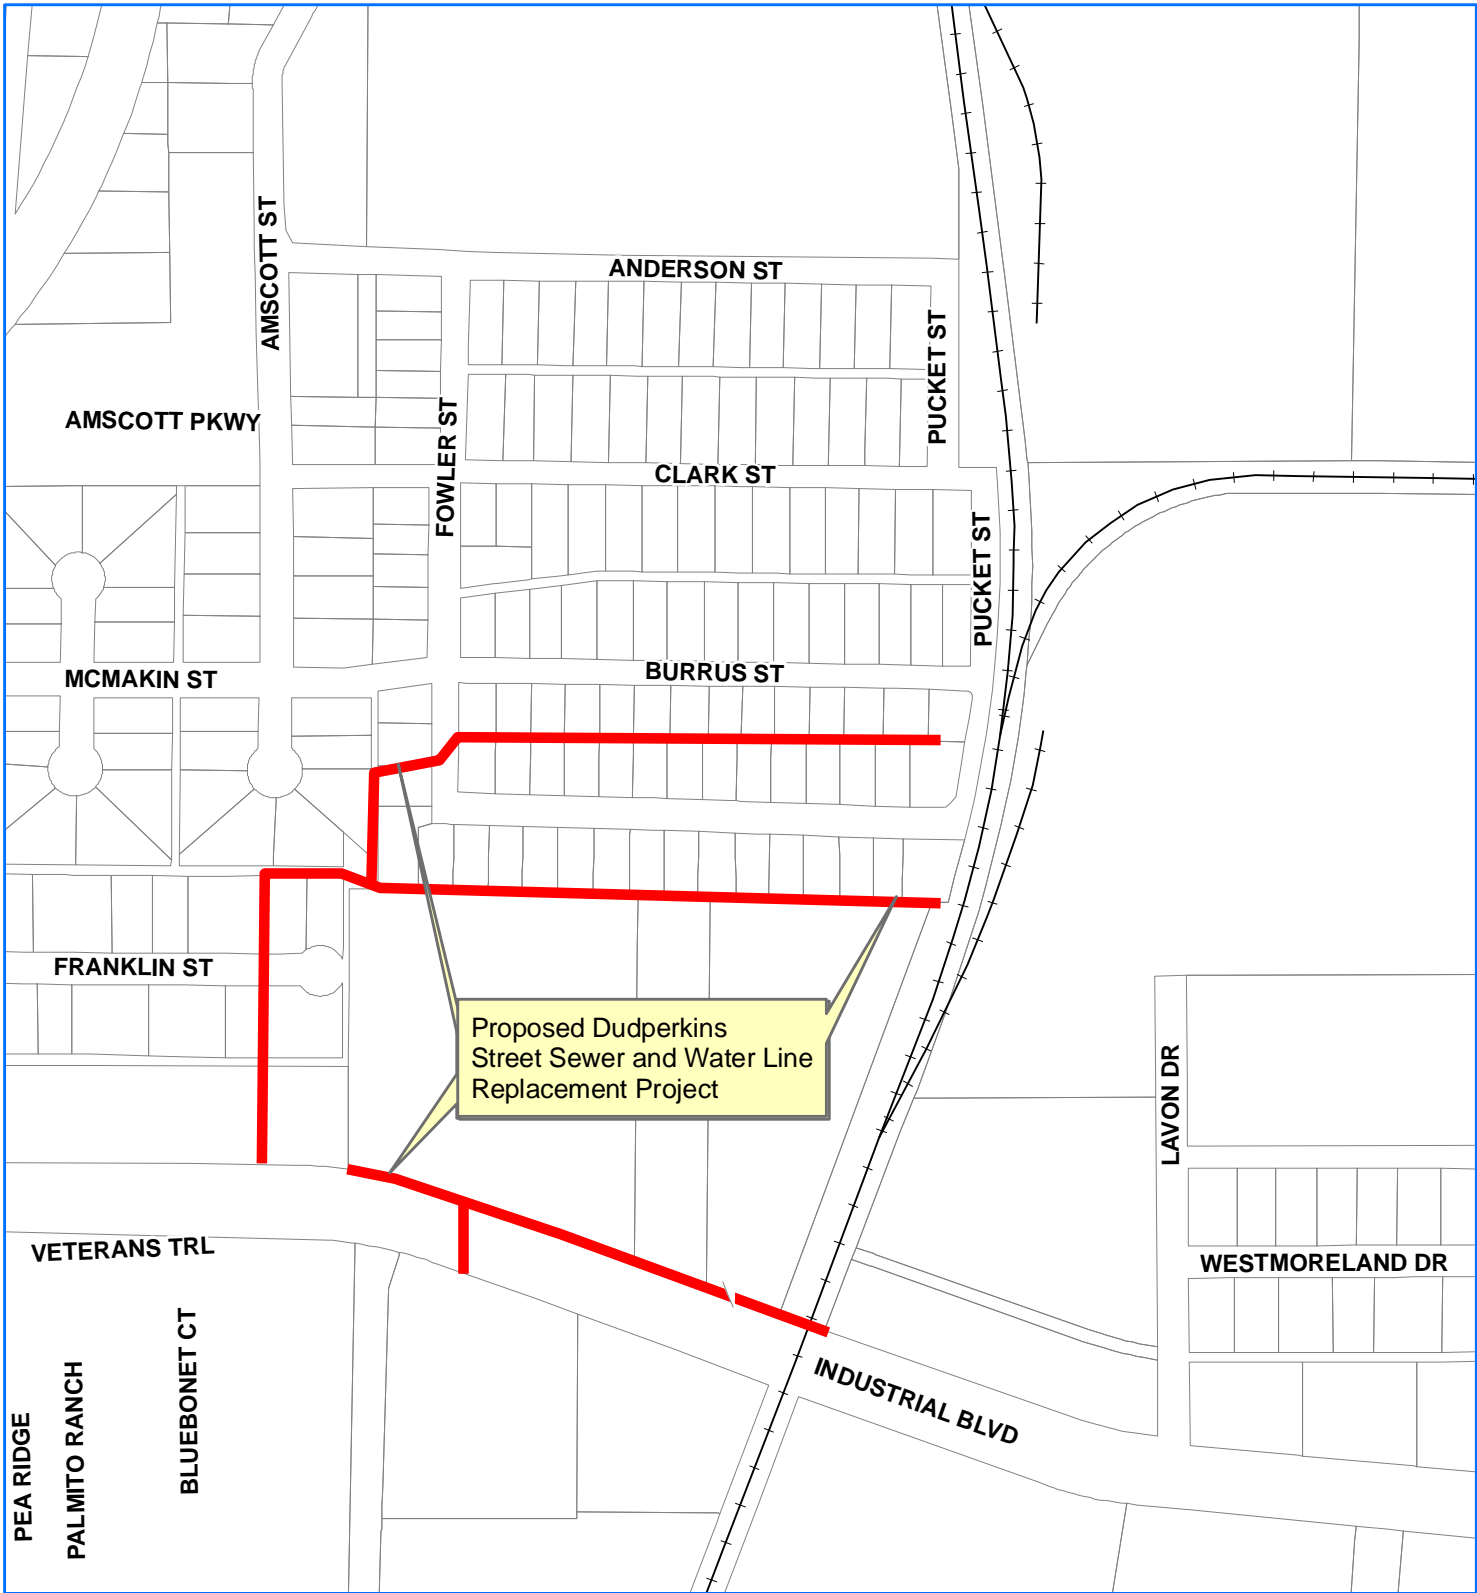 AMSCOTT ST
ANDERSON ST
PUCKET ST
AMSCOTT PKWY
FOWLER ST
CLARK ST
PUCKET ST
MCMAKIN ST
BURRUS ST
FRANKLIN ST
Proposed Dudperkins
Street Sewer and Water Line
Replacement Project
LAVON DR
VETERANS TRL
WESTMORELAND DR
INDUSTRIAL BLVD
BLUEBONET CT
PALMITO RANCH
PEA RIDGE